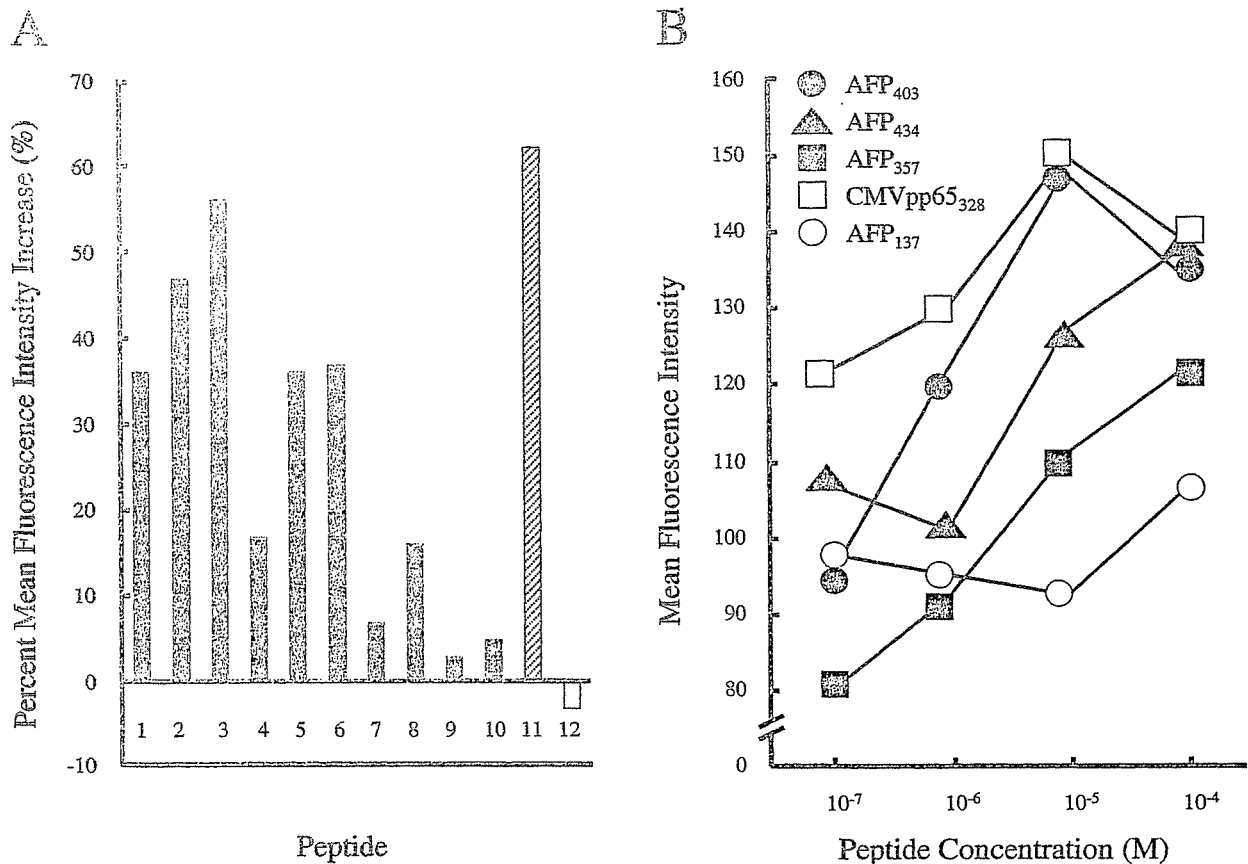 A
Percent Mean Fluorescence Intensity Increase (%)
70
60
50
40
30
20
10
0
-10
1 2 3 4 5 6 7 8 9 10 11 12
Peptide
B
Mean Fluorescence Intensity
160
150
140
130
120
110
100
90
80
0
AFP403
AFP434
AFP357
CMVpp65328
AFP137
10-7 10-6 10-5 10-4
Peptide Concentration (M)